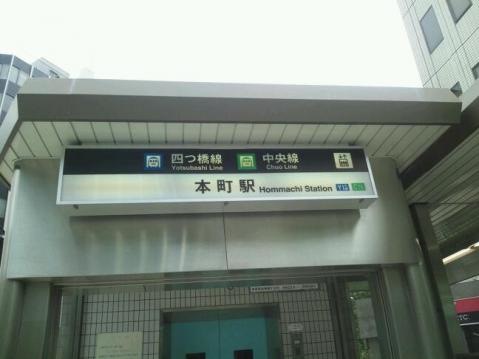 四つ橋線 中央線
Yotsubashi Line Chuo Line
本町駅 Hommachi Station